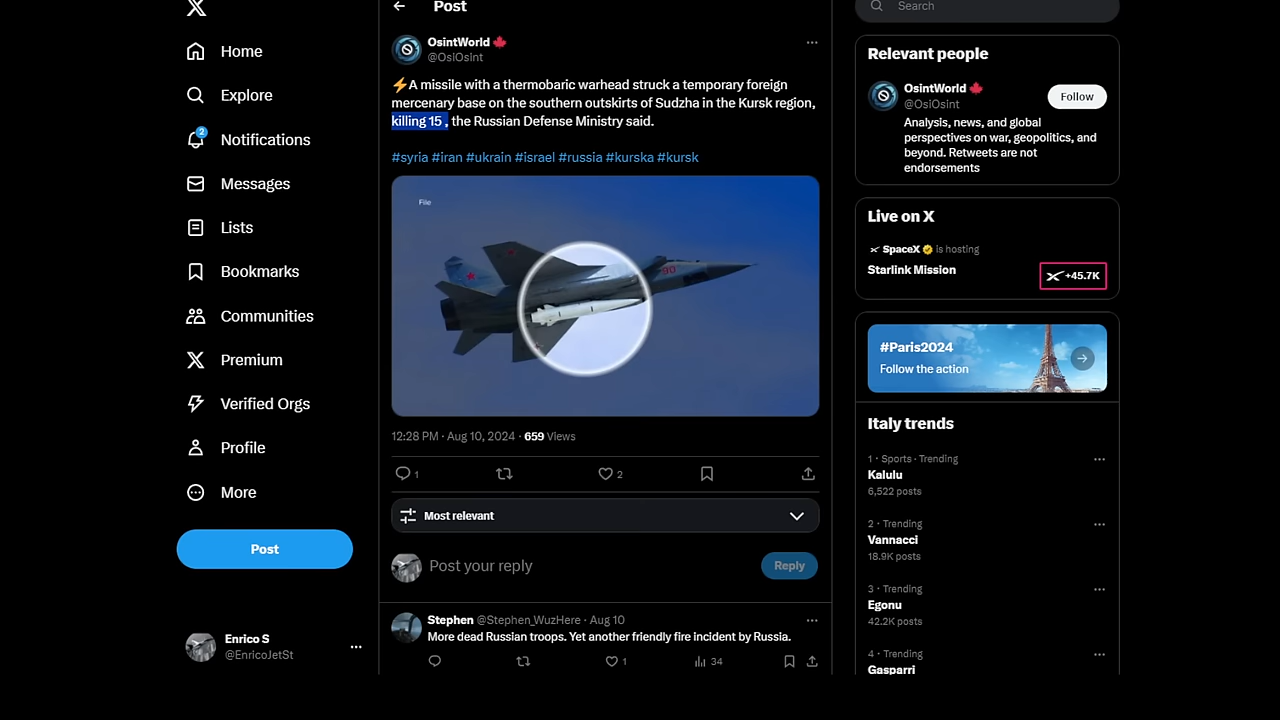 Home
Explore
2
Notifications
Messages
Lists
Bookmarks
Communities
Premium
Verified Orgs
Profile
More
Post
Enrico S
@EnricoJetSt
Post
OsintWorld 🍁
@OsiOsint
⚡A missile with a thermobaric warhead struck a temporary foreign
mercenary base on the southern outskirts of Sudzha in the Kursk region,
killing 15 , the Russian Defense Ministry said.
#syria #iran #ukrain #israel #russia #kurska #kursk
File
90
12:28 PM · Aug 10, 2024 · 659 Views
1
2
Most relevant
Post your reply
Reply
Stephen @Stephen_WuzHere · Aug 10
More dead Russian troops. Yet another friendly fire incident by Russia.
1
34
Search
Relevant people
OsintWorld 🍁
@OsiOsint
Follow
Analysis, news, and global
perspectives on war, geopolitics, and
beyond. Retweets are not
endorsements
Live on X
SpaceX is hosting
Starlink Mission
+45.7K
#Paris2024
Follow the action
Italy trends
1 · Sports · Trending
Kalulu
6,522 posts
2 · Trending
Vannacci
18.9K posts
3 · Trending
Egonu
42.2K posts
4 · Trending
Gasparri